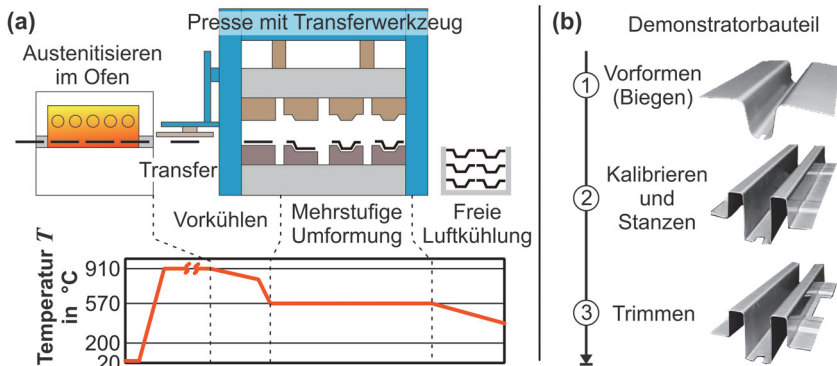 (a)
Presse mit Transferwerkzeug
Austenitisieren
im Ofen
Transfer
Vorkühlen
Mehrstufige
Umformung
Freie
Luftkühlung
Temperatur T
in °C
910
570
200
20
(b)
Demonstratorbauteil
1
Vorformen
(Biegen)
2
Kalibrieren
und
Stanzen
3
Trimmen